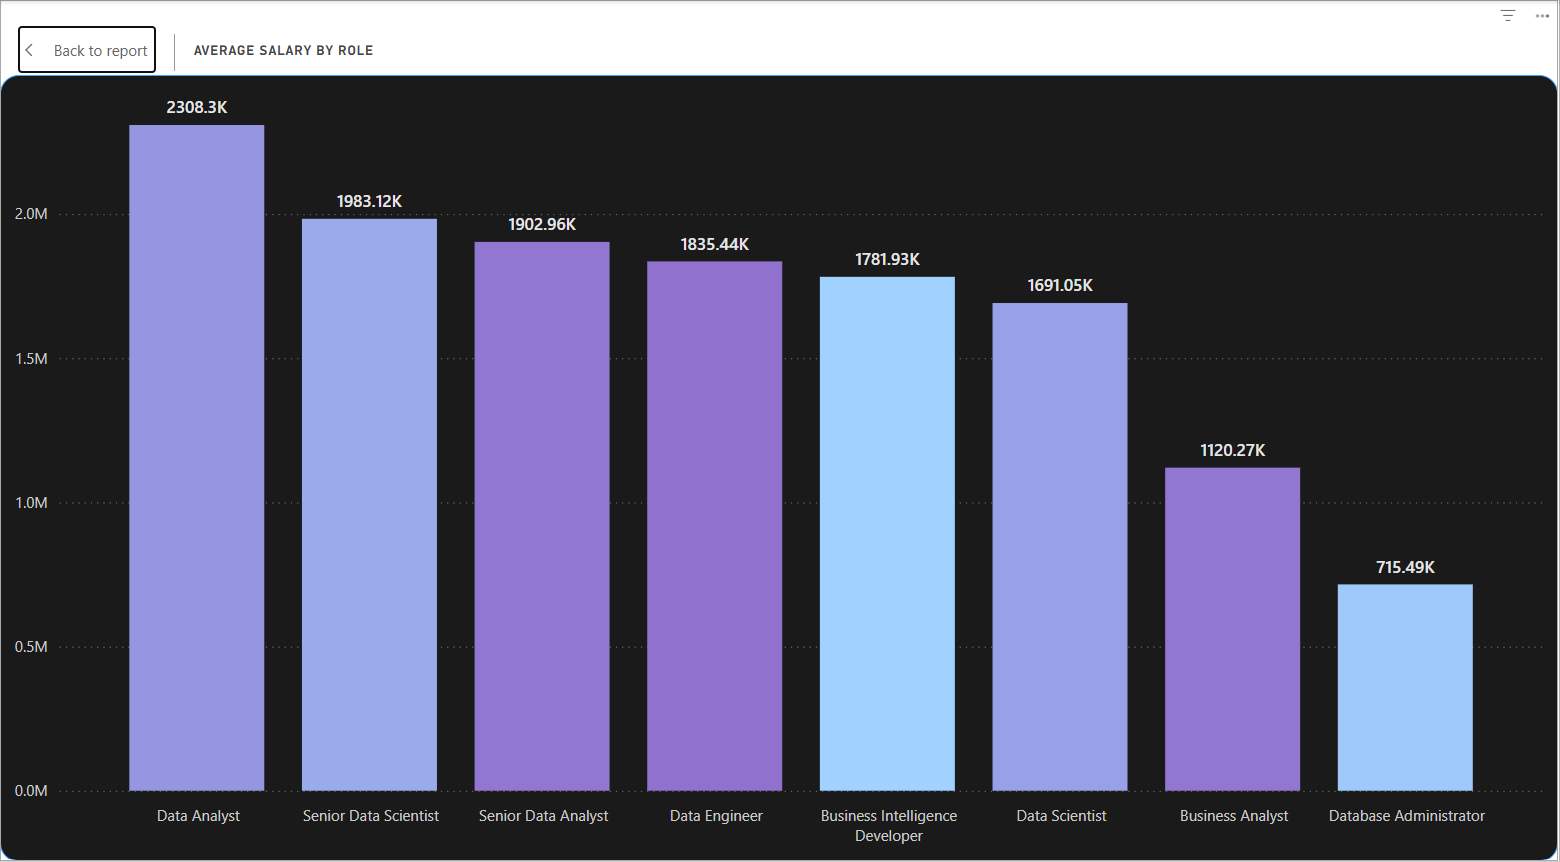 Back to report
AVERAGE SALARY BY ROLE
2308.3K
1983.12K
1902.96K
1835.44K
1781.93K
1691.05K
1120.27K
715.49K
2.0M
1.5M
1.0M
0.5M
0.0M
Data Analyst
Senior Data Scientist
Senior Data Analyst
Data Engineer
Business Intelligence
Developer
Data Scientist
Business Analyst
Database Administrator